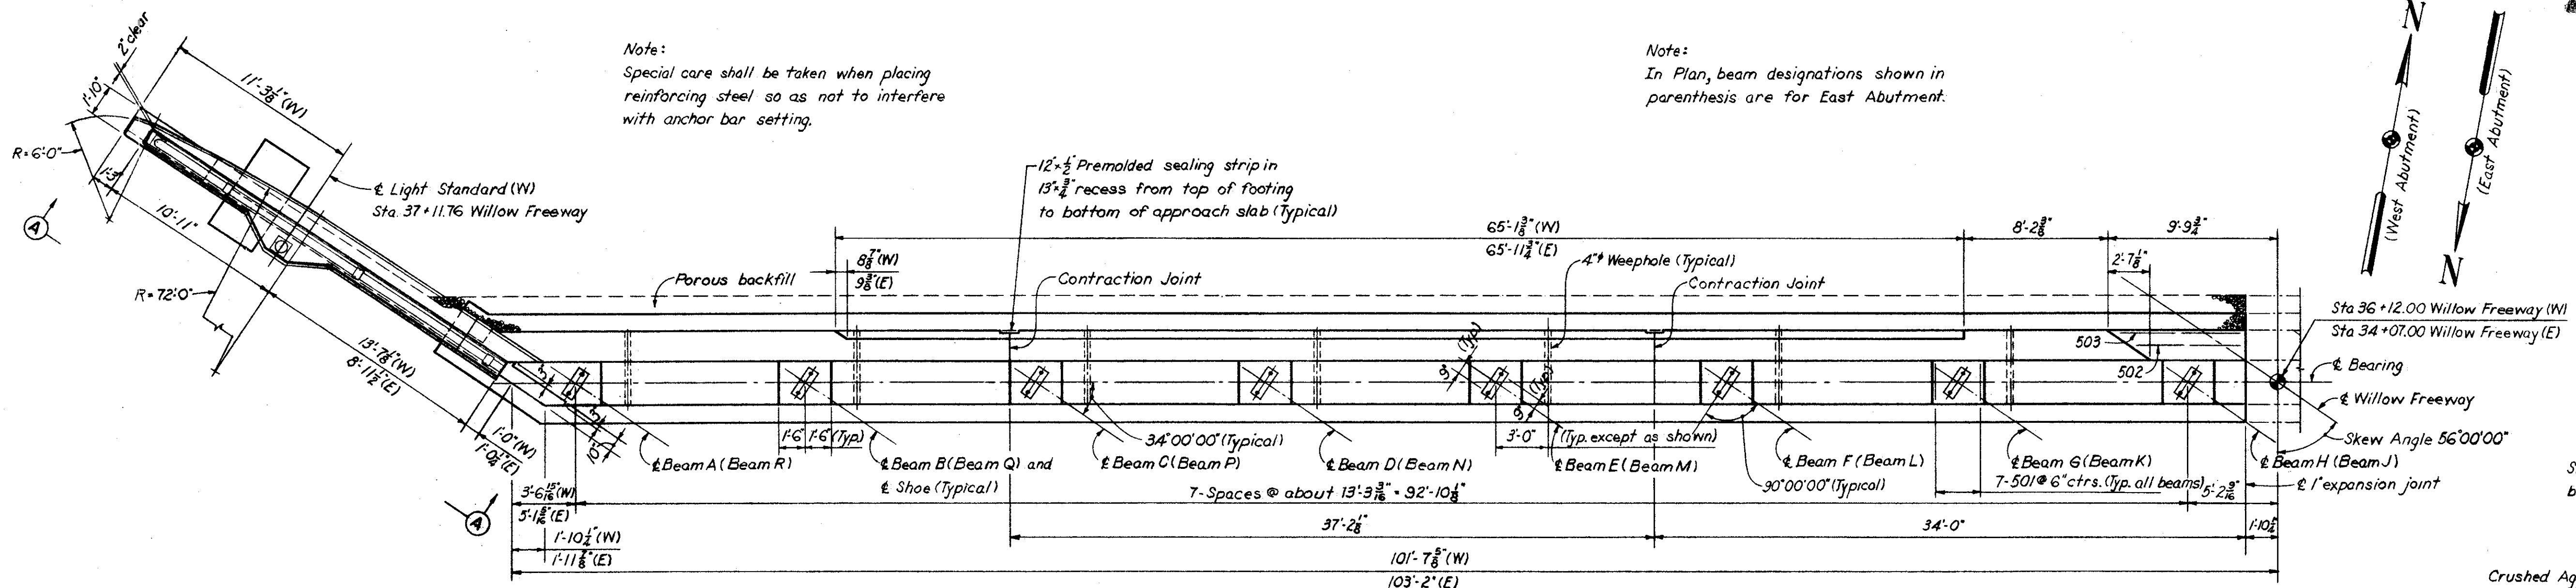 Note:
Special care shall be taken when placing
reinforcing steel so as not to interfere
with anchor bar setting.
Note:
In Plan, beam designations shown in
parenthesis are for East Abutment.
N
(West Abutment)
(East Abutment)
N
2" clear
1'-10"
11'-3 1/8" (W)
R=6'-0"
1'-3"
10'-11"
℄ Light Standard (W)
Sta. 37+11.76 Willow Freeway
A
R=72'-0"
13'-7 1/8" (W)
8'-11 1/2" (E)
1'-0" (W)
1'-0 1/4" (E)
A
12" x 1/2" Premolded sealing strip in
13" x 3/4" recess from top of footing
to bottom of approach slab (Typical)
65'-1 3/8" (W)
65'-11 3/4" (E)
8'-2 3/8"
9'-9 3/4"
2'-7 1/8"
8 7/8" (W)
9 3/8" (E)
Porous backfill
Contraction Joint
4"ϕ Weephole (Typical)
Contraction Joint
Sta 36+12.00 Willow Freeway (W)
Sta 34+07.00 Willow Freeway (E)
503
502
℄ Bearing
℄ Willow Freeway
Skew Angle 56°00'00"
3"
3"
10"
9" (Typ.)
9" (Typ.)
1'-6" 1'-6" (Typ.)
34°00'00" (Typical)
3'-0"
(Typ. except as shown)
℄ Beam A (Beam R)
℄ Beam B (Beam Q) and
℄ Shoe (Typical)
℄ Beam C (Beam P)
℄ Beam D (Beam N)
℄ Beam E (Beam M)
℄ Beam F (Beam L)
℄ Beam G (Beam K)
℄ Beam H (Beam J)
90°00'00" (Typical)
7-501 @ 6" ctrs. (Typ. all beams)
℄ 1" expansion joint
3'-6 15/16" (W)
5'-1 5/16" (E)
7-Spaces @ about 13'-3 3/16" = 92'-10 1/8"
5'-2 9/16"
1'-10 1/4" (W)
1'-11 7/8" (E)
37'-2 1/8"
34'-0"
1'-10 1/4"
101'-7 5/8" (W)
103'-2" (E)
S
b
Crushed Ag